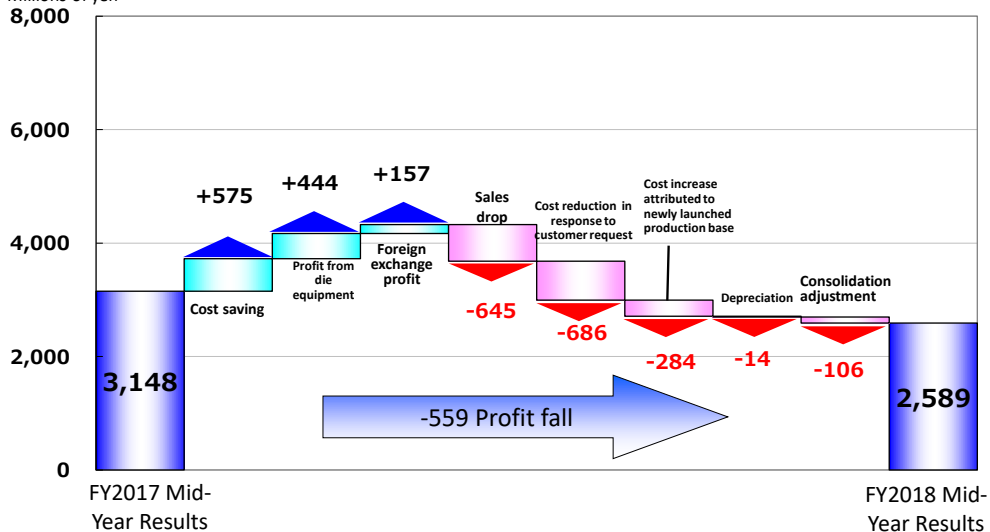 8,000
6,000
4,000
2,000
0
+575
+444
+157
Cost saving
Profit from
die
equipment
Foreign
exchange
profit
Sales
drop
-645
Cost reduction in
response to
customer request
-686
Cost increase
attributed to
newly launched
production base
-284
Depreciation
-14
Consolidation
adjustment
-106
3,148
-559 Profit fall
2,589
FY2017 Mid-
Year Results
FY2018 Mid-
Year Results